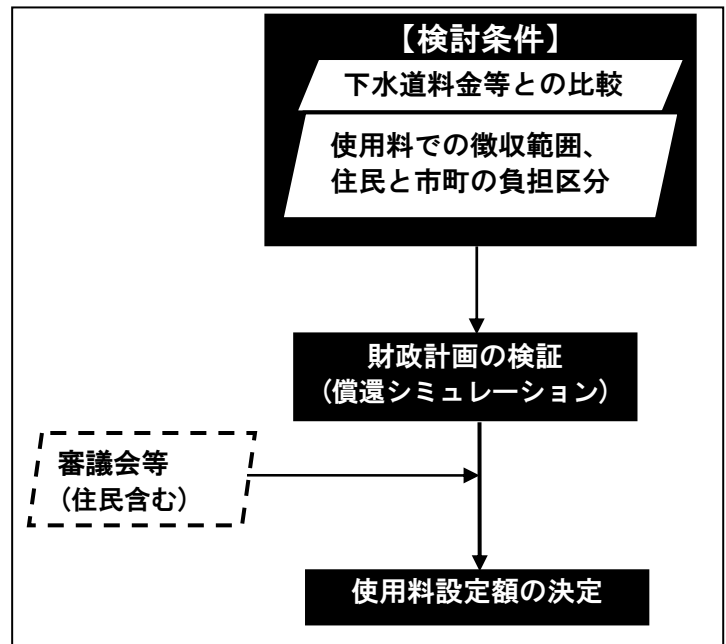 【検討条件】
下水道料金等との比較
使用料での徴収範囲、
住民と市町の負担区分
財政計画の検証
（償還シミュレーション）
審議会等
（住民含む）
使用料設定額の決定